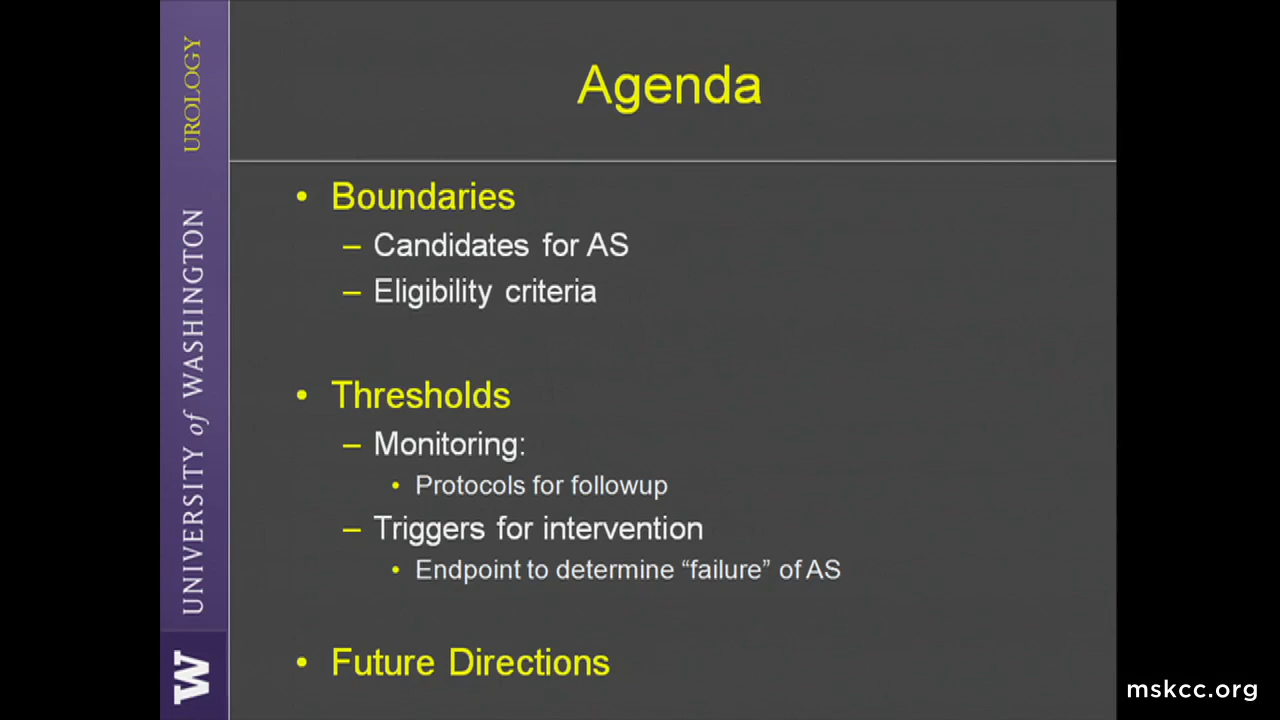 Agenda
• Boundaries
– Candidates for AS
– Eligibility criteria
• Thresholds
– Monitoring:
• Protocols for followup
– Triggers for intervention
• Endpoint to determine “failure” of AS
• Future Directions
UROLOGY
UNIVERSITY of WASHINGTON
W
mskcc.org